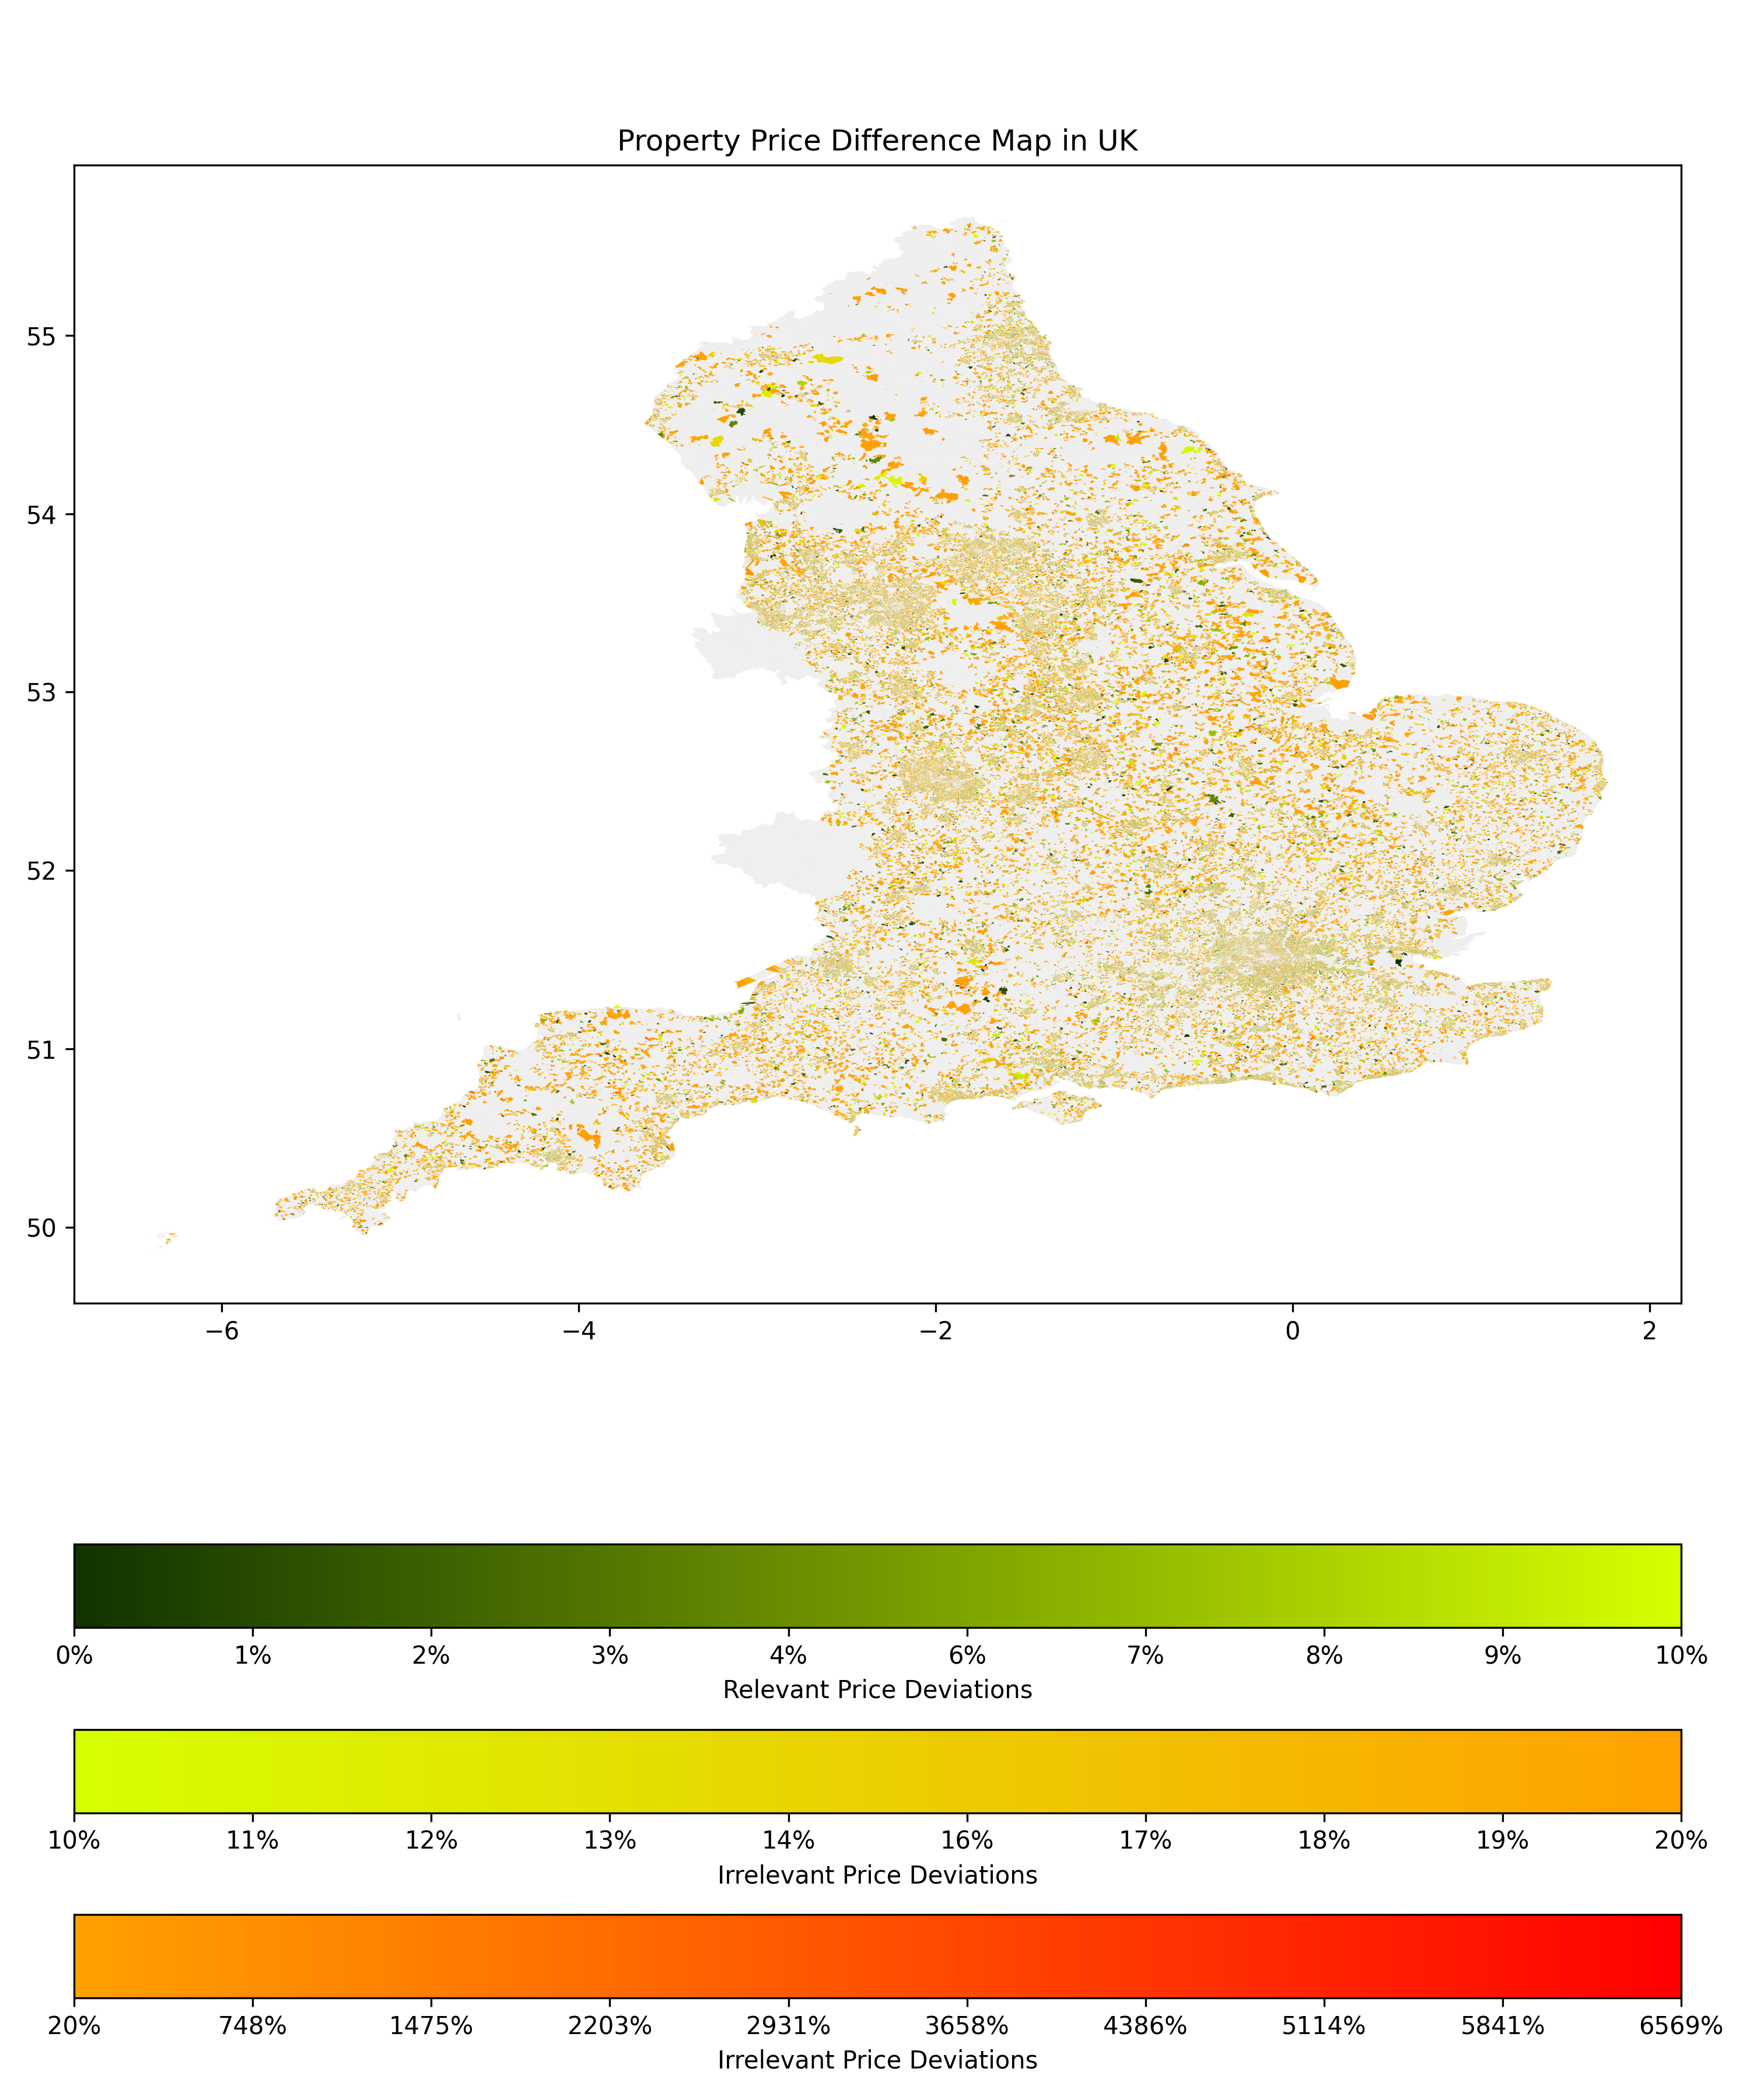 Property Price Difference Map in UK
55
54
53
52
51
50
−6 −4 −2 0 2
0% 1% 2% 3% 4% 6% 7% 8% 9% 10%
Relevant Price Deviations
10% 11% 12% 13% 14% 16% 17% 18% 19% 20%
Irrelevant Price Deviations
20% 748% 1475% 2203% 2931% 3658% 4386% 5114% 5841% 6569%
Irrelevant Price Deviations